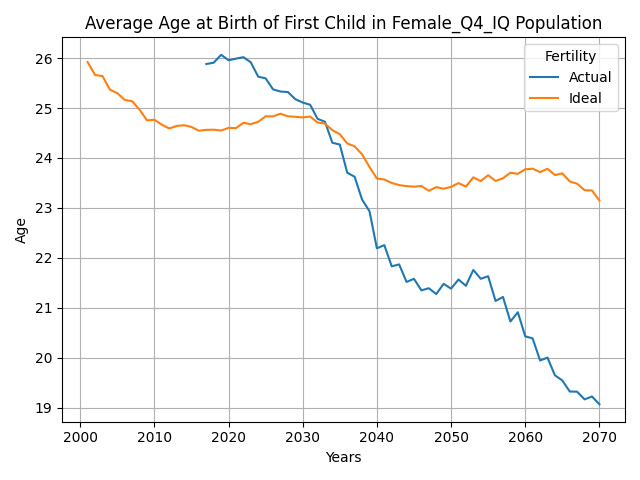 Average Age at Birth of First Child in Female_Q4_IQ Population
Fertility
Actual
Ideal
Age
26
25
24
23
22
21
20
19
2000 2010 2020 2030 2040 2050 2060 2070
Years